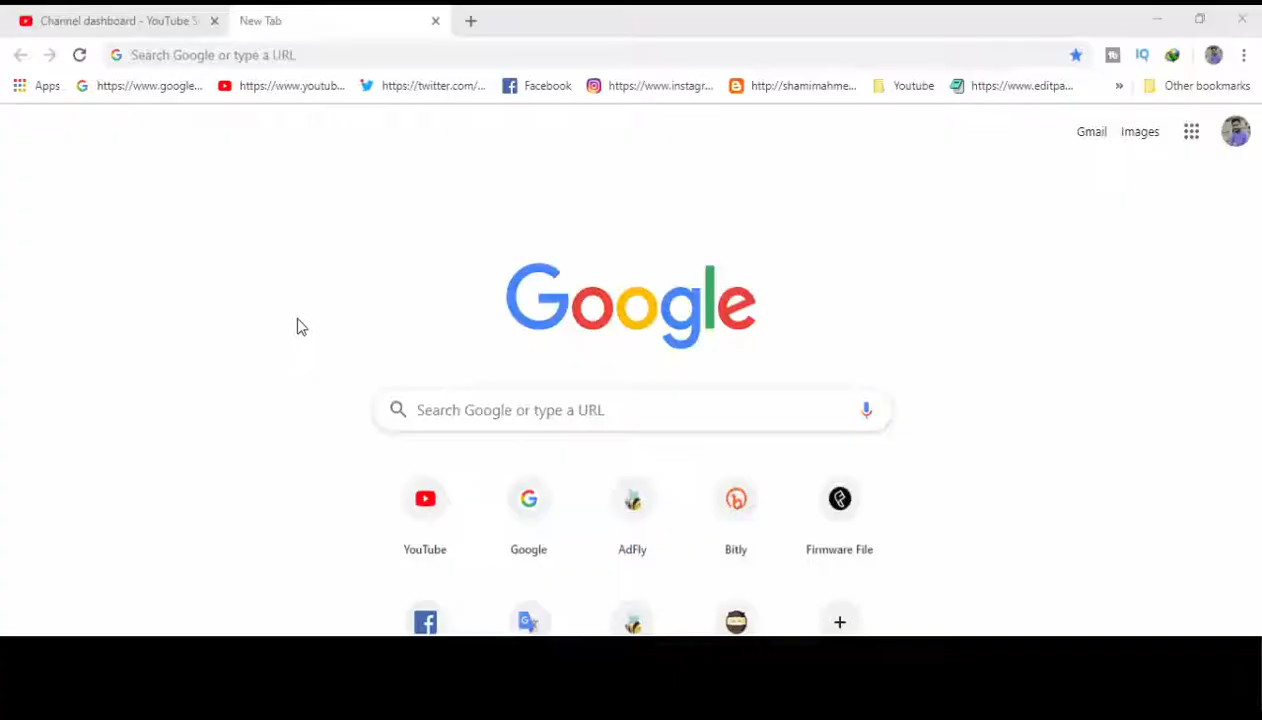 Channel dashboard - YouTube S
New Tab
Search Google or type a URL
Apps
https://www.google...
https://www.youtub...
https://twitter.com/...
Facebook
https://www.instagr...
http://shamimahme...
Youtube
https://www.editpa...
»
Other bookmarks
Gmail
Images
Google
Search Google or type a URL
YouTube
Google
AdFly
Bitly
Firmware File